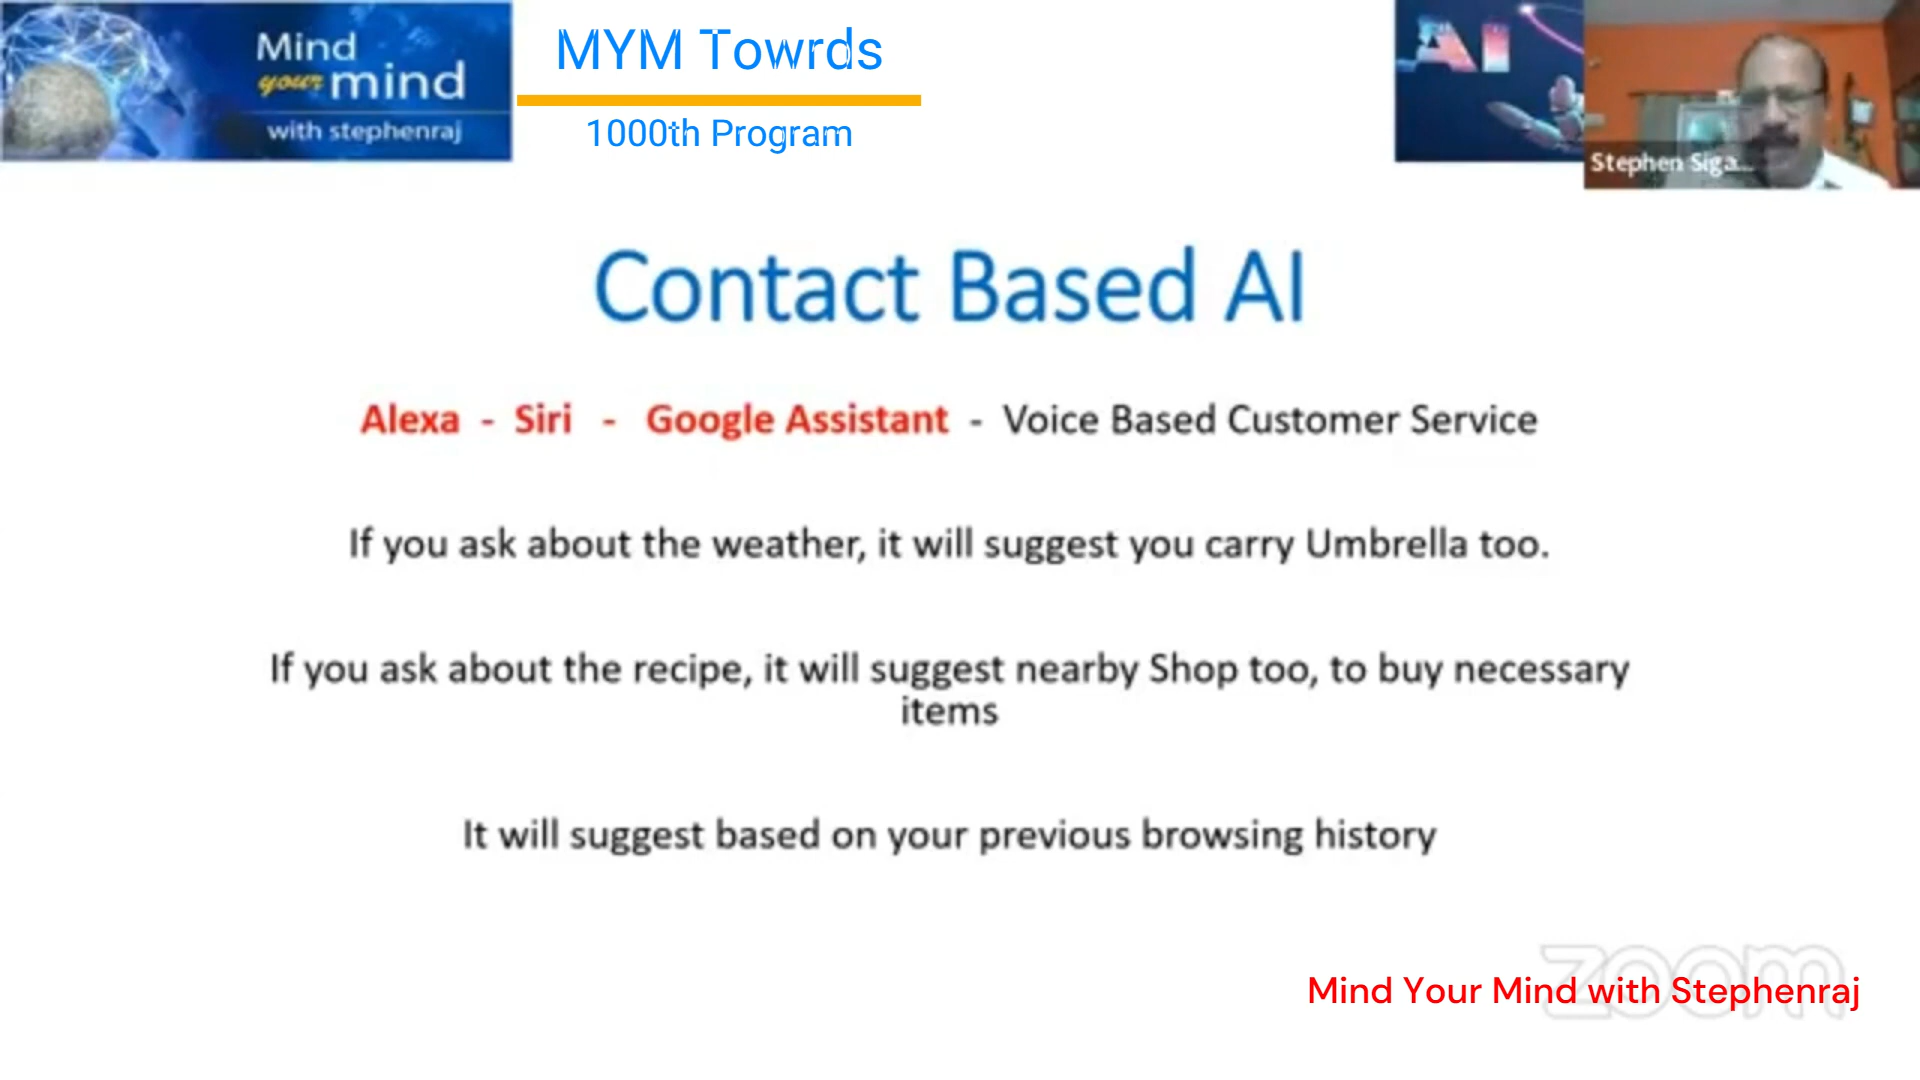 Mind
your mind
with stephenraj
MYM Towrds
1000th Program
AI
Stephen Siga...
Contact Based AI
Alexa - Siri - Google Assistant - Voice Based Customer Service
If you ask about the weather, it will suggest you carry Umbrella too.
If you ask about the recipe, it will suggest nearby Shop too, to buy necessary
items
It will suggest based on your previous browsing history
zoom
Mind Your Mind with Stephenraj